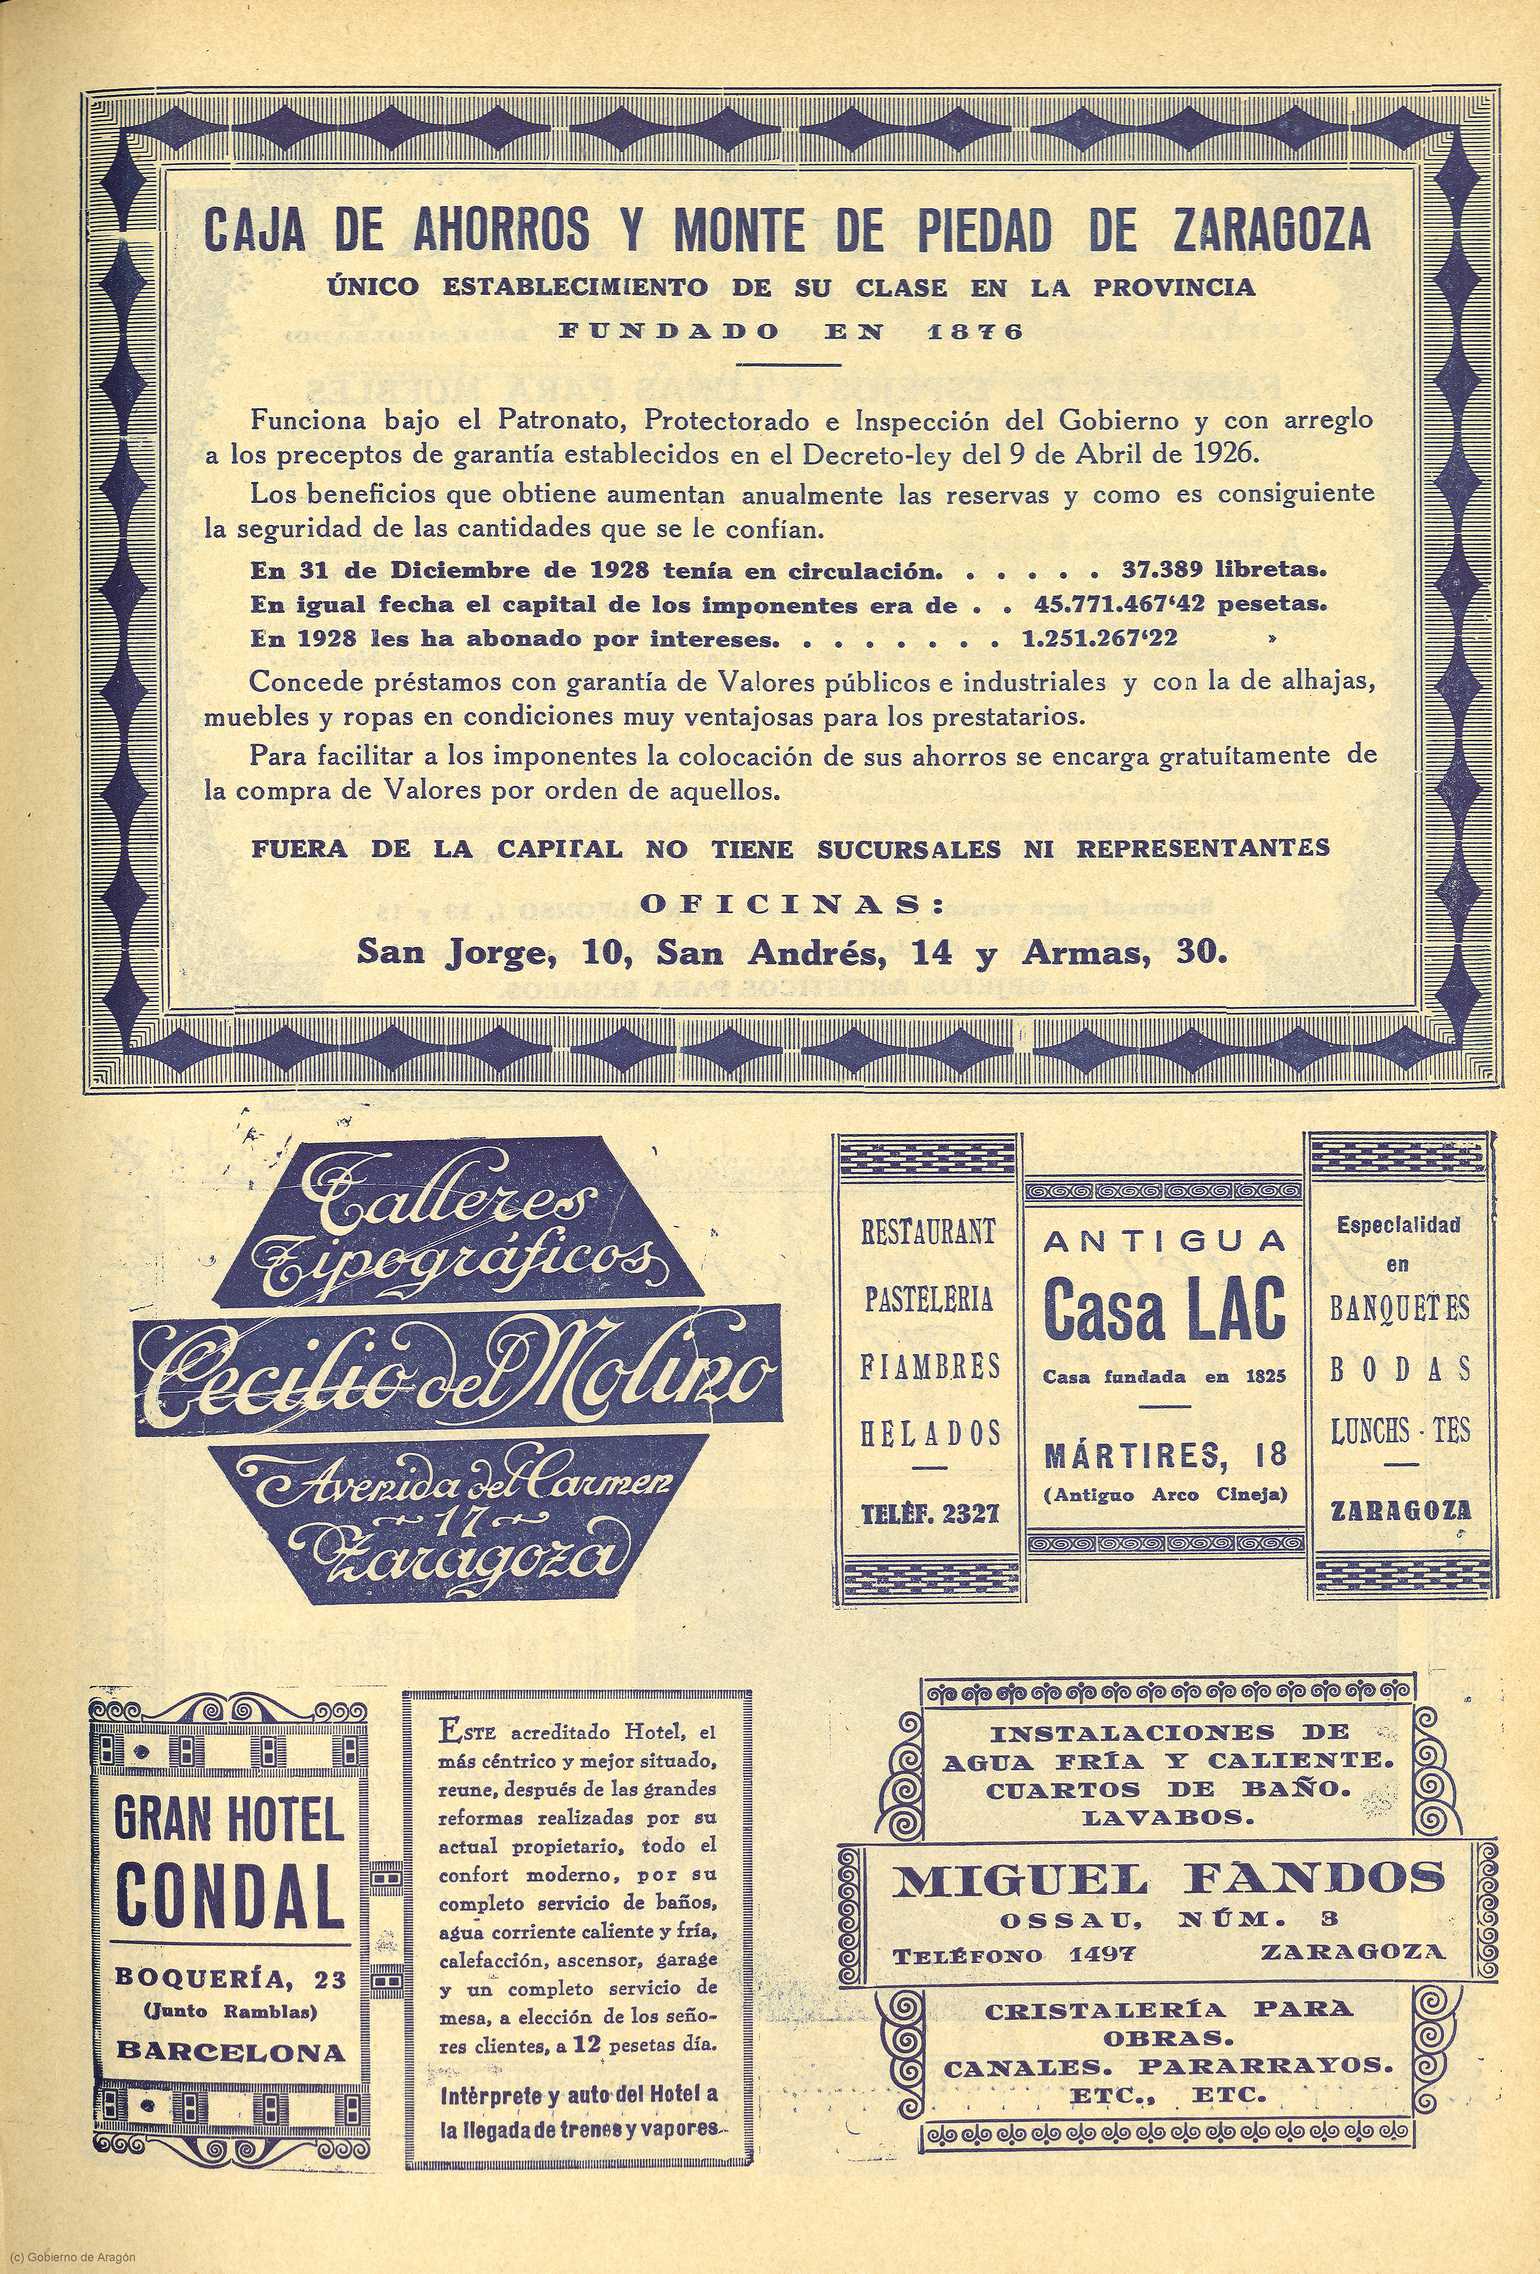 CAJA DE AHORROS Y MONTE DE PIEDAD DE ZARAGOZA
ÚNICO ESTABLECIMIENTO DE SU CLASE EN LA PROVINCIA
FUNDADO EN 1876
Funciona bajo el Patronato, Protectorado e Inspección del Gobierno y con arreglo
a los preceptos de garantía establecidos en el Decreto-ley del 9 de Abril de 1926.
Los beneficios que obtiene aumentan anualmente las reservas y como es consiguiente
la seguridad de las cantidades que se le confían.
En 31 de Diciembre de 1928 tenía en circulación. . . . . . 37.389 libretas.
En igual fecha el capital de los imponentes era de . . 45.771.467‘42 pesetas.
En 1928 les ha abonado por intereses. . . . . . . . 1.251.267‘22 »
Concede préstamos con garantía de Valores públicos e industriales y con la de alhajas,
muebles y ropas en condiciones muy ventajosas para los prestatarios.
Para facilitar a los imponentes la colocación de sus ahorros se encarga gratuítamente de
la compra de Valores por orden de aquellos.
FUERA DE LA CAPITAL NO TIENE SUCURSALES NI REPRESENTANTES
OFICINAS:
San Jorge, 10, San Andrés, 14 y Armas, 30.
Talleres
Tipográficos
Cecilio del Molino
Avenida del Carmen
17
Zaragoza
RESTAURANT
PASTELERIA
FIAMBRES
HELADOS
TELÉF. 2327
ANTIGUA
Casa LAC
Casa fundada en 1825
MÁRTIRES, 18
(Antiguo Arco Cineja)
Especialidad
en
BANQUETES
BODAS
LUNCHS - TES
ZARAGOZA
GRAN HOTEL
CONDAL
BOQUERÍA, 23
(Junto Ramblas)
BARCELONA
ESTE acreditado Hotel, el
más céntrico y mejor situado,
reune, después de las grandes
reformas realizadas por su
actual propietario, todo el
confort moderno, por su
completo servicio de baños,
agua corriente caliente y fría,
calefacción, ascensor, garage
y un completo servicio de
mesa, a elección de los seño-
res clientes, a 12 pesetas día.
Intérprete y auto del Hotel a
la llegada de trenes y vapores.
INSTALACIONES DE
AGUA FRÍA Y CALIENTE.
CUARTOS DE BAÑO.
LAVABOS.
MIGUEL FANDOS
OSSAU, NÚM. 3
TELÉFONO 1497 ZARAGOZA
CRISTALERÍA PARA
OBRAS.
CANALES. PARARRAYOS.
ETC., ETC.
(c) Gobierno de Aragón